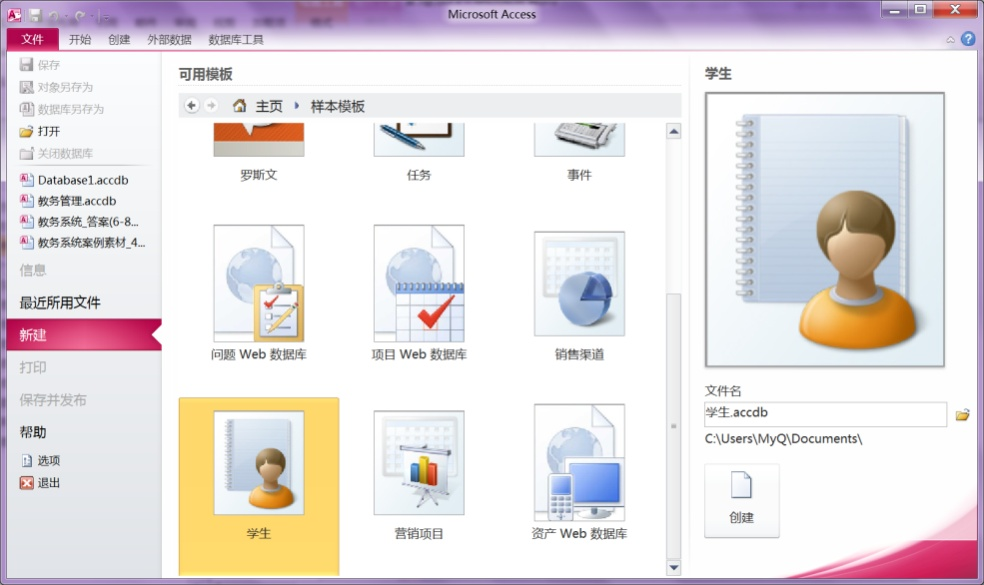 Microsoft Access
文件 开始 创建 外部数据 数据库工具
保存
对象另存为
数据库另存为
打开
关闭数据库
Database1.accdb
教务管理.accdb
教务系统_答案(6-8...
教务系统案例素材_4...
信息
最近所用文件
新建
打印
保存并发布
帮助
选项
退出
可用模板
主页 样本模板
罗斯文 任务 事件
问题 Web 数据库 项目 Web 数据库 销售渠道
学生 营销项目 资产 Web 数据库
学生
文件名
学生.accdb
C:\Users\MyQ\Documents\
创建